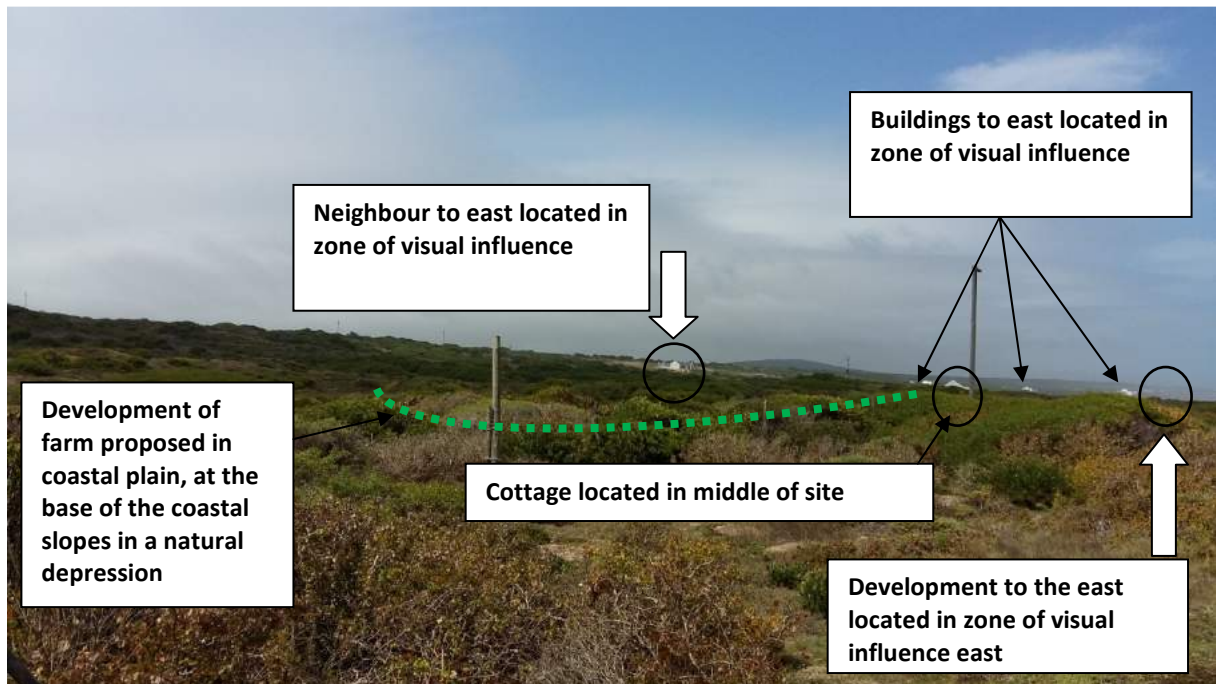 Buildings to east located in
zone of visual influence
Neighbour to east located in
zone of visual influence
Development of
farm proposed in
coastal plain, at the
base of the coastal
slopes in a natural
depression
Cottage located in middle of site
Development to the east
located in zone of visual
influence east